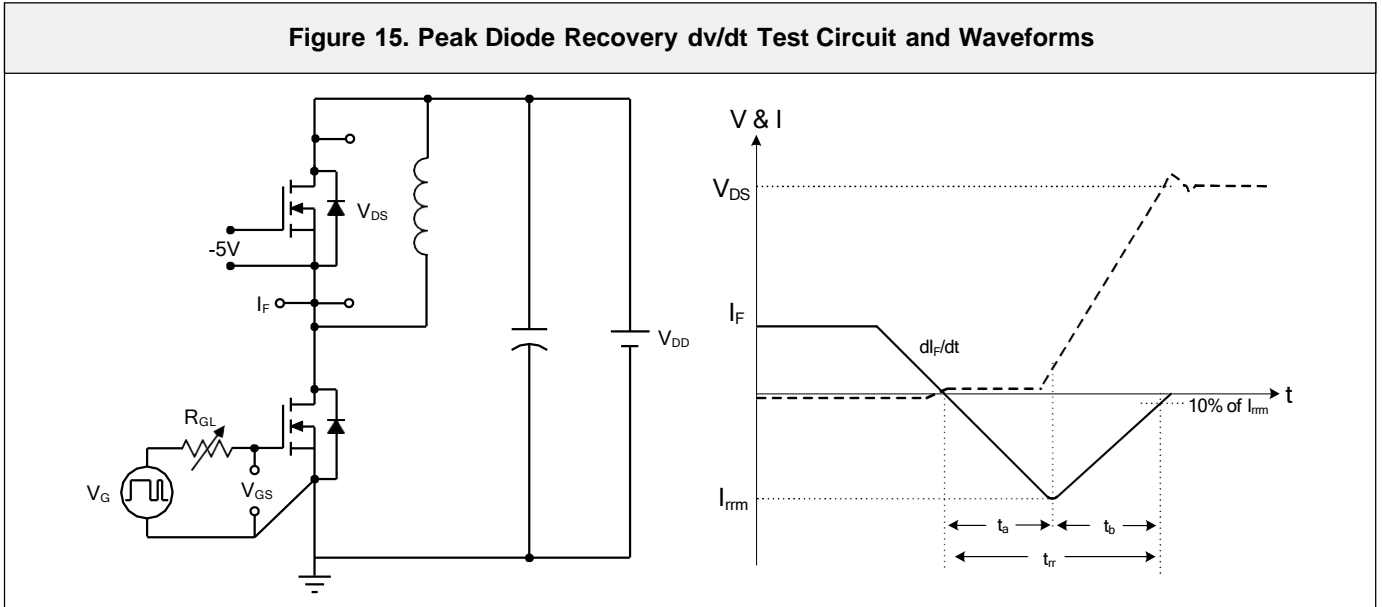 Figure 15. Peak Diode Recovery dv/dt Test Circuit and Waveforms
V_DS
-5V
I_F
V_DD
R_GL
V_GS
V_G
V & I
V_DS
I_F
dI_F/dt
t
10% of I_rrm
I_rrm
t_a
t_b
t_rr